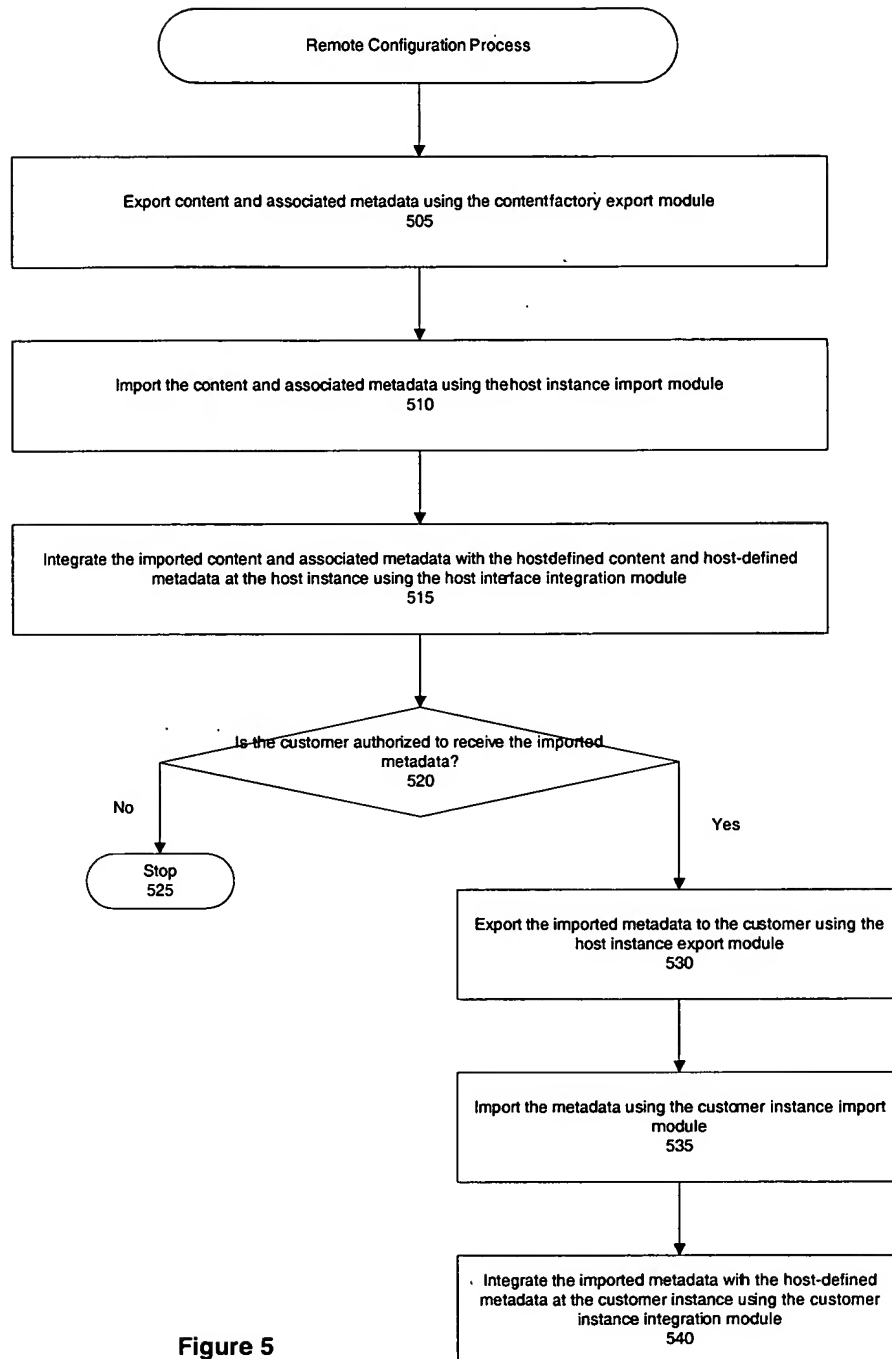 Remote Configuration Process
Export content and associated metadata using the contentfactory export module
505
Import the content and associated metadata using the host instance import module
510
Integrate the imported content and associated metadata with the hostdefined content and host-defined
metadata at the host instance using the host interface integration module
515
Is the customer authorized to receive the imported
metadata?
520
No
Yes
Stop
525
Export the imported metadata to the customer using the
host instance export module
530
Import the metadata using the customer instance import
module
535
Integrate the imported metadata with the host-defined
metadata at the customer instance using the customer
instance integration module
540
Figure 5